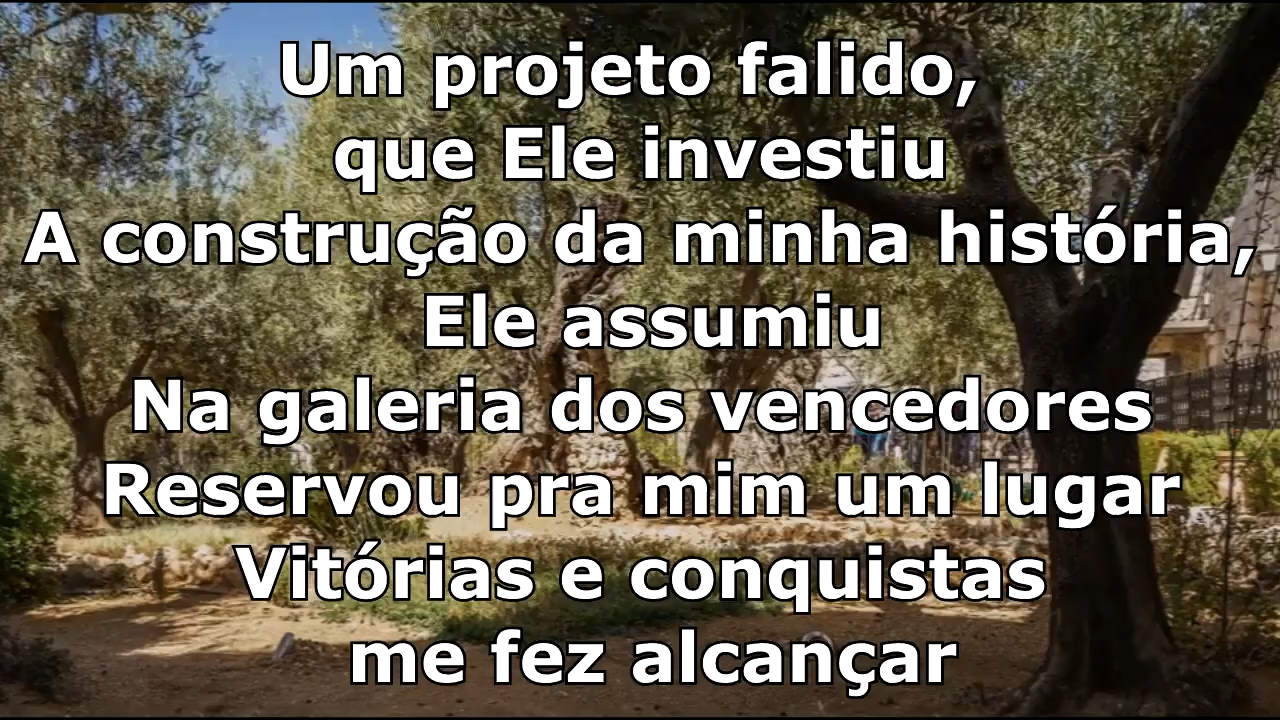 Um projeto falido,
que Ele investiu
A construção da minha história,
Ele assumiu
Na galeria dos vencedores
Reservou pra mim um lugar
Vitórias e conquistas
me fez alcançar